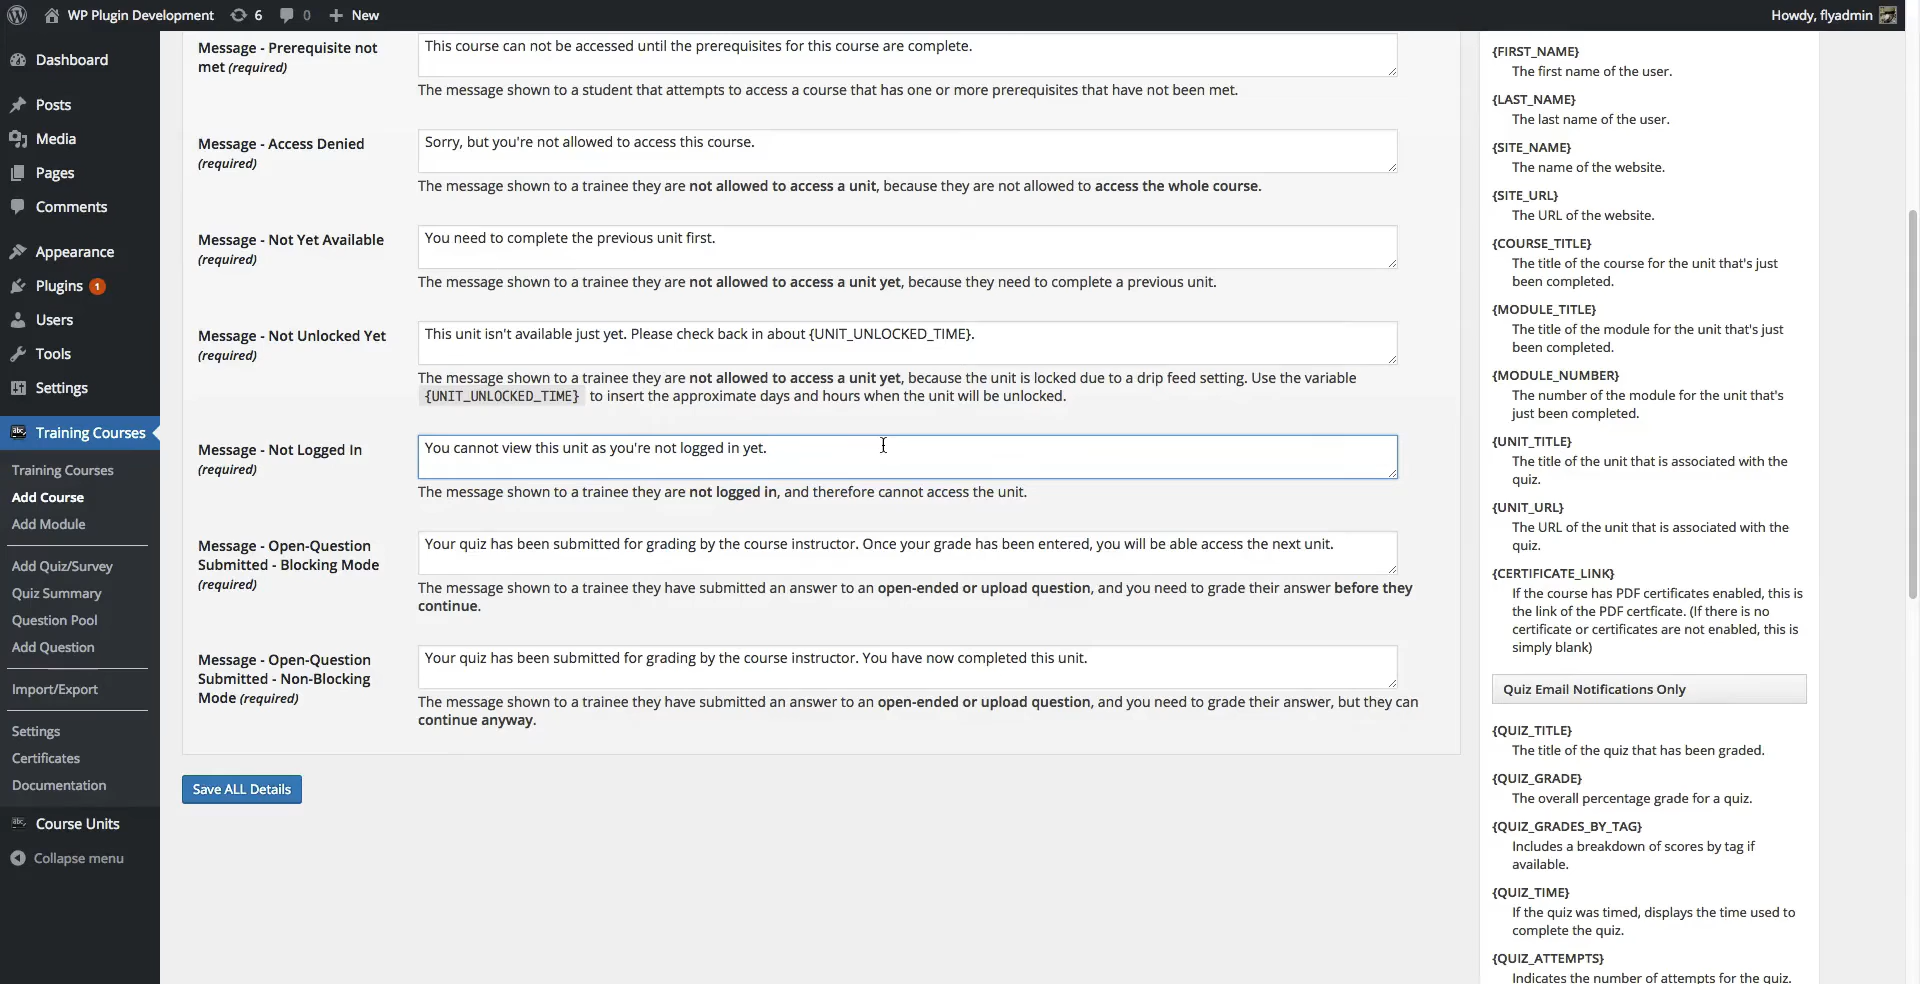 WP Plugin Development
6
0
New
Howdy, flyadmin
Dashboard
Posts
Media
Pages
Comments
Appearance
Plugins 1
Users
Tools
Settings
Training Courses
Training Courses
Add Course
Add Module
Add Quiz/Survey
Quiz Summary
Question Pool
Add Question
Import/Export
Settings
Certificates
Documentation
Course Units
Collapse menu
Message - Prerequisite not
met (required)
This course can not be accessed until the prerequisites for this course are complete.
The message shown to a student that attempts to access a course that has one or more prerequisites that have not been met.
Message - Access Denied
(required)
Sorry, but you're not allowed to access this course.
The message shown to a trainee they are not allowed to access a unit, because they are not allowed to access the whole course.
Message - Not Yet Available
(required)
You need to complete the previous unit first.
The message shown to a trainee they are not allowed to access a unit yet, because they need to complete a previous unit.
Message - Not Unlocked Yet
(required)
This unit isn't available just yet. Please check back in about {UNIT_UNLOCKED_TIME}.
The message shown to a trainee they are not allowed to access a unit yet, because the unit is locked due to a drip feed setting. Use the variable
{UNIT_UNLOCKED_TIME} to insert the approximate days and hours when the unit will be unlocked.
Message - Not Logged In
(required)
You cannot view this unit as you're not logged in yet.
The message shown to a trainee they are not logged in, and therefore cannot access the unit.
Message - Open-Question
Submitted - Blocking Mode
(required)
Your quiz has been submitted for grading by the course instructor. Once your grade has been entered, you will be able access the next unit.
The message shown to a trainee they have submitted an answer to an open-ended or upload question, and you need to grade their answer before they
continue.
Message - Open-Question
Submitted - Non-Blocking
Mode (required)
Your quiz has been submitted for grading by the course instructor. You have now completed this unit.
The message shown to a trainee they have submitted an answer to an open-ended or upload question, and you need to grade their answer, but they can
continue anyway.
Save ALL Details
{FIRST_NAME}
The first name of the user.
{LAST_NAME}
The last name of the user.
{SITE_NAME}
The name of the website.
{SITE_URL}
The URL of the website.
{COURSE_TITLE}
The title of the course for the unit that's just
been completed.
{MODULE_TITLE}
The title of the module for the unit that's just
been completed.
{MODULE_NUMBER}
The number of the module for the unit that's
just been completed.
{UNIT_TITLE}
The title of the unit that is associated with the
quiz.
{UNIT_URL}
The URL of the unit that is associated with the
quiz.
{CERTIFICATE_LINK}
If the course has PDF certificates enabled, this is
the link of the PDF certficate. (If there is no
certificate or certificates are not enabled, this is
simply blank)
Quiz Email Notifications Only
{QUIZ_TITLE}
The title of the quiz that has been graded.
{QUIZ_GRADE}
The overall percentage grade for a quiz.
{QUIZ_GRADES_BY_TAG}
Includes a breakdown of scores by tag if
available.
{QUIZ_TIME}
If the quiz was timed, displays the time used to
complete the quiz.
{QUIZ_ATTEMPTS}
Indicates the number of attempts for the quiz.